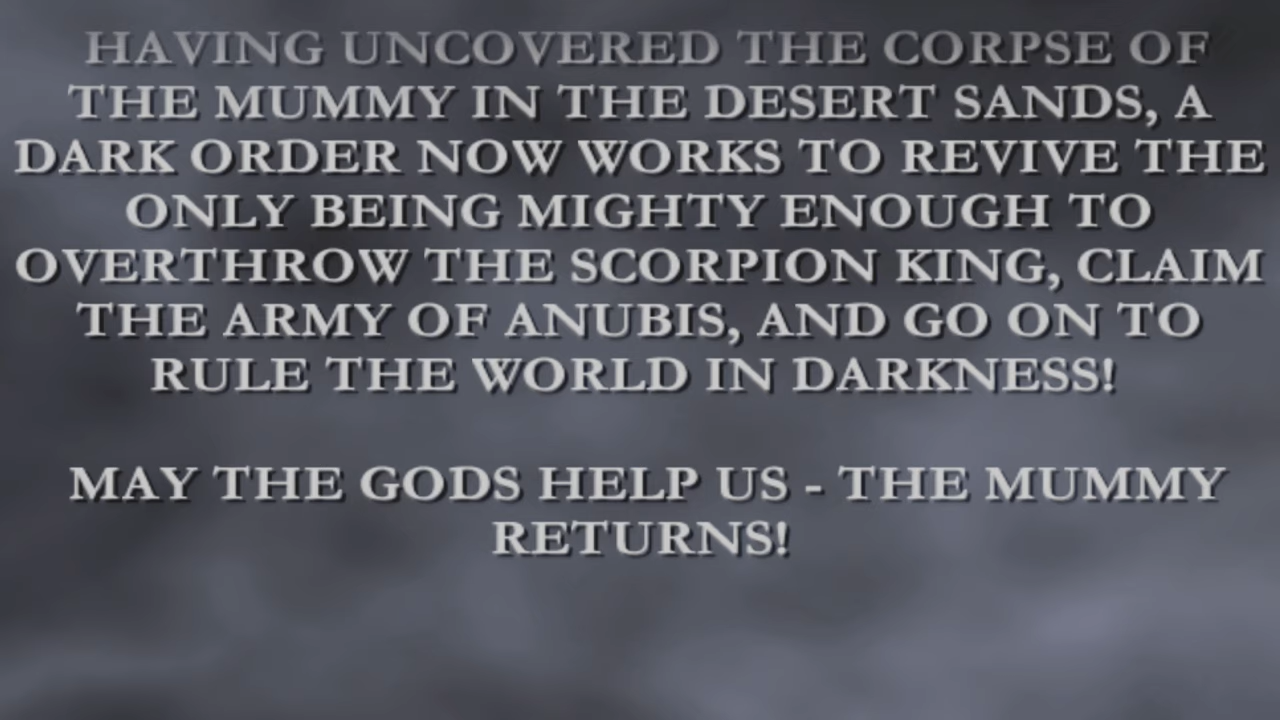 HAVING UNCOVERED THE CORPSE OF
THE MUMMY IN THE DESERT SANDS, A
DARK ORDER NOW WORKS TO REVIVE THE
ONLY BEING MIGHTY ENOUGH TO
OVERTHROW THE SCORPION KING, CLAIM
THE ARMY OF ANUBIS, AND GO ON TO
RULE THE WORLD IN DARKNESS!
MAY THE GODS HELP US - THE MUMMY
RETURNS!